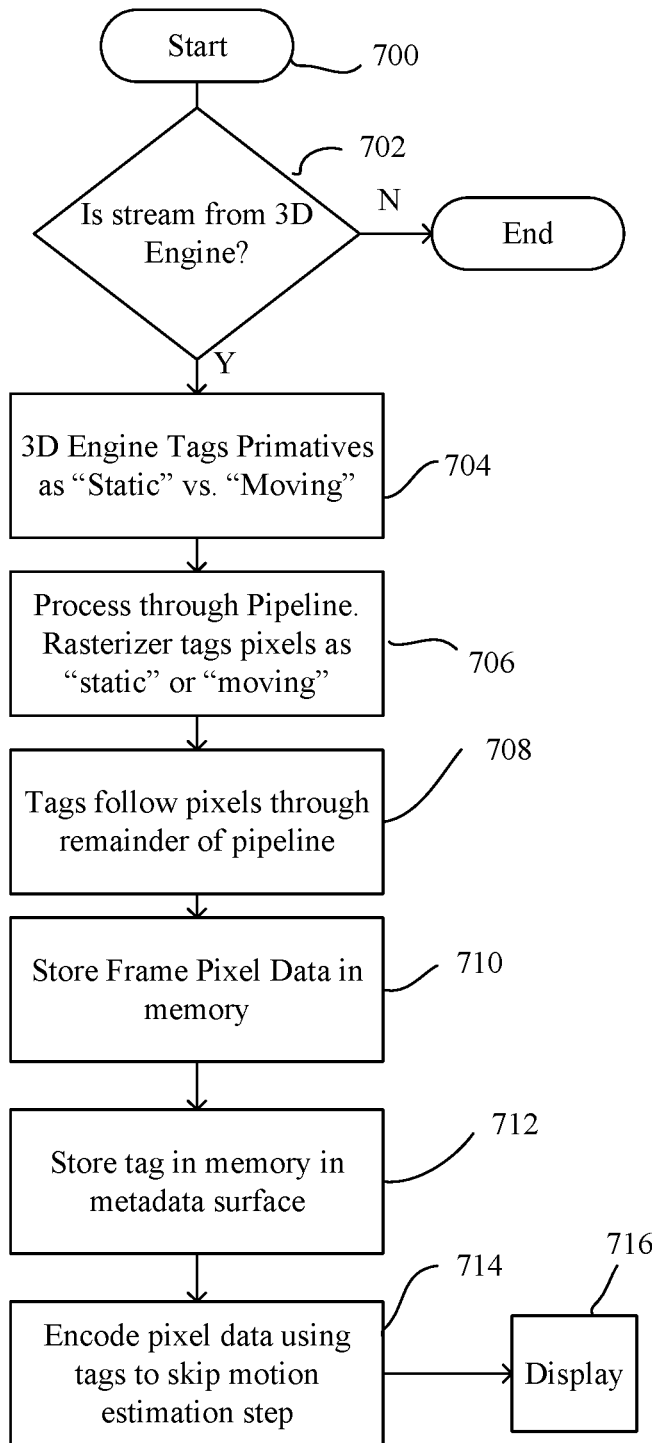 Start
700
702
Is stream from 3D
Engine?
N
End
Y
3D Engine Tags Primatives
as “Static” vs. “Moving”
704
Process through Pipeline.
Rasterizer tags pixels as
“static” or “moving”
706
708
Tags follow pixels through
remainder of pipeline
Store Frame Pixel Data in
memory
710
712
Store tag in memory in
metadata surface
714
716
Encode pixel data using
tags to skip motion
estimation step
Display